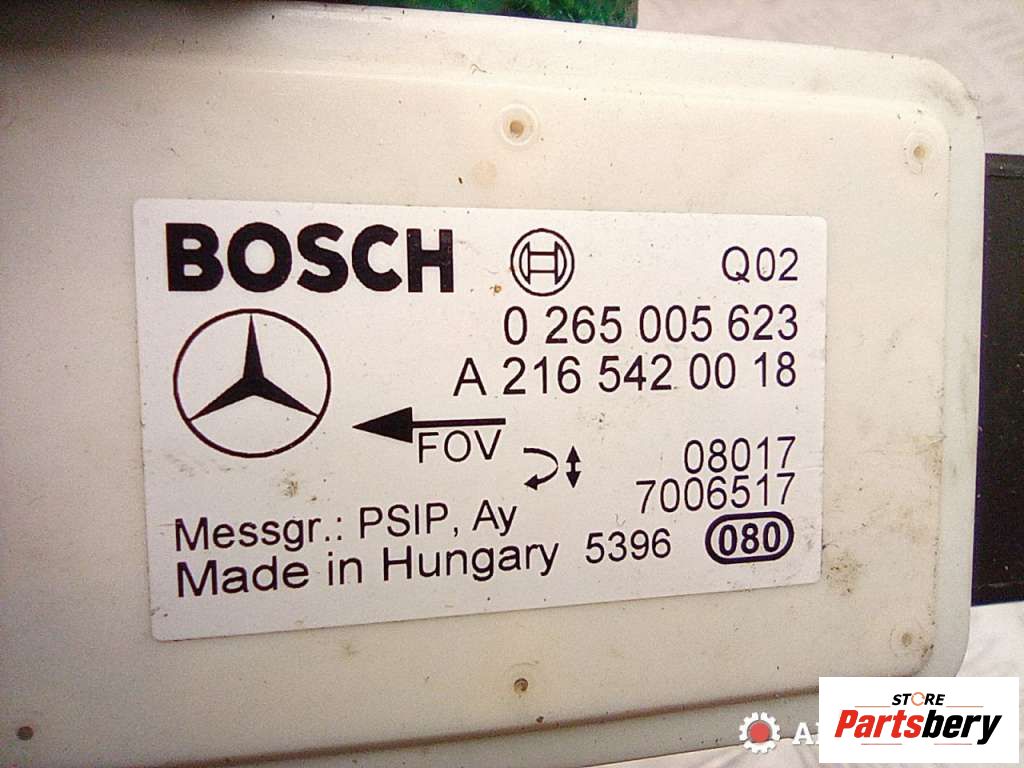 BOSCH
Q02
0 265 005 623
A 216 542 00 18
FOV
08017
7006517
Messgr.: PSIP, Ay
Made in Hungary 5396 080
STORE
Partsbery